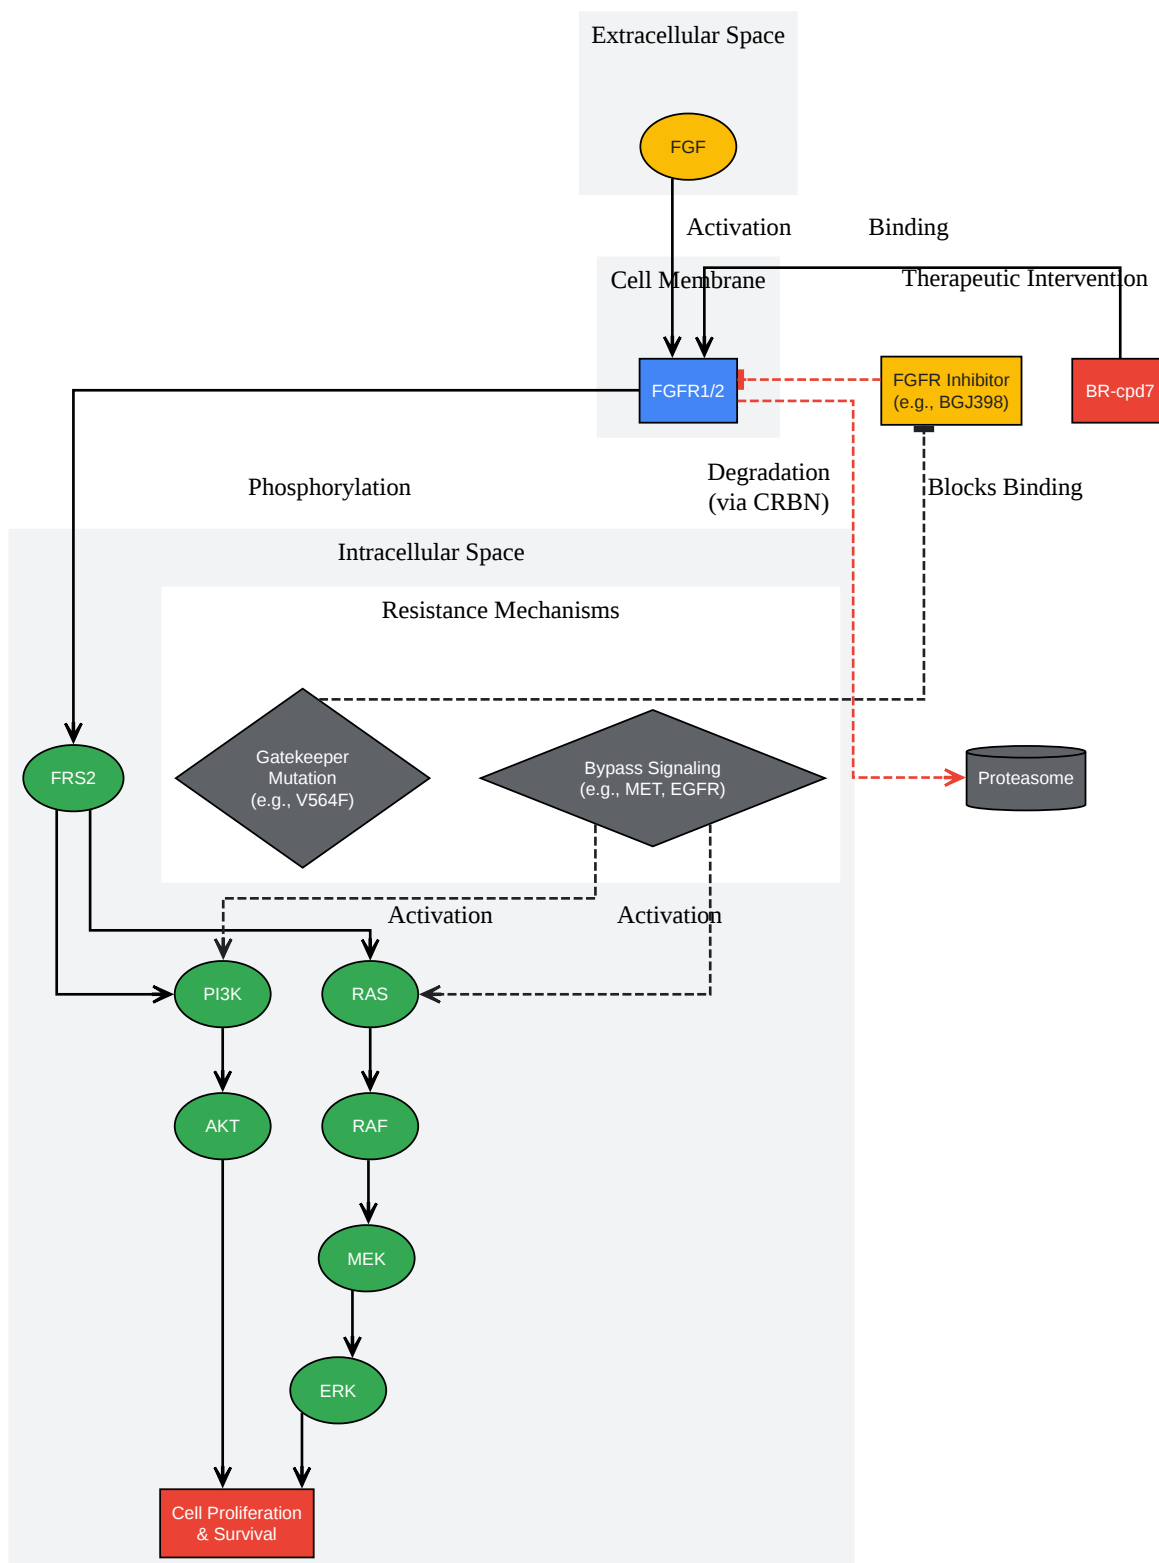 Extracellular Space
FGF
Activation
Binding
Cell Membrane
Therapeutic Intervention
FGFR1/2
FGFR Inhibitor
(e.g., BGJ398)
BR-cpd7
Phosphorylation
Degradation
(via CRBN)
Blocks Binding
Intracellular Space
Resistance Mechanisms
FRS2
Gatekeeper
Mutation
(e.g., V564F)
Bypass Signaling
(e.g., MET, EGFR)
Proteasome
Activation
Activation
PI3K
RAS
AKT
RAF
MEK
ERK
Cell Proliferation
& Survival